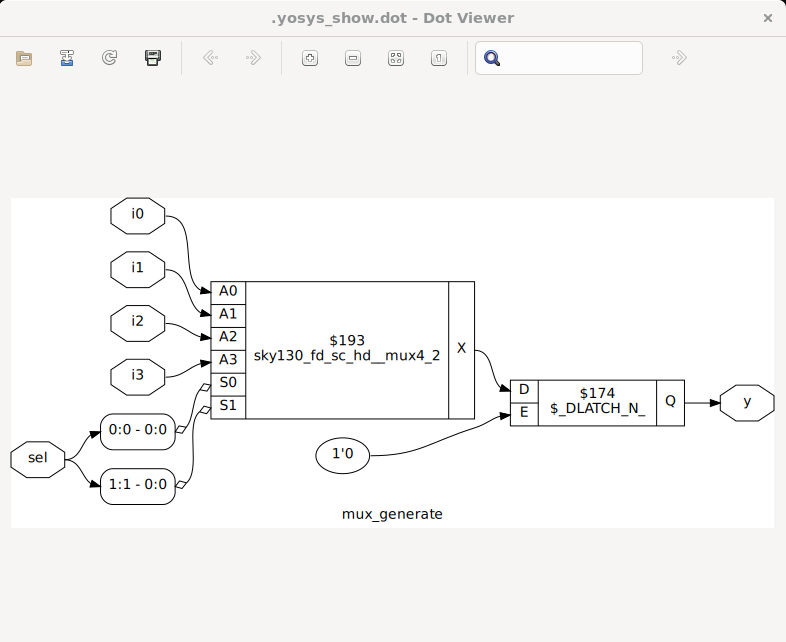 .yosys_show.dot - Dot Viewer
i0
i1
i2
i3
sel
0:0 - 0:0
1:1 - 0:0
A0
A1
A2
A3
S0
S1
$193
sky130_fd_sc_hd__mux4_2
X
1'0
D
E
$174
$_DLATCH_N_
Q
y
mux_generate